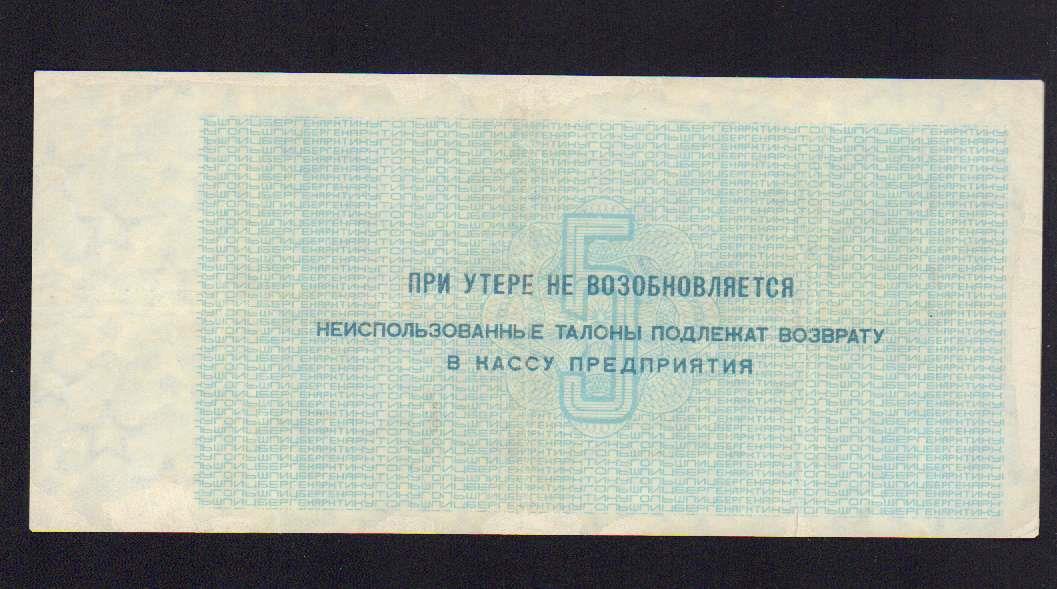 5
ПРИ УТЕРЕ НЕ ВОЗОБНОВЛЯЕТСЯ
НЕИСПОЛЬЗОВАННЫЕ ТАЛОНЫ ПОДЛЕЖАТ ВОЗВРАТУ
В КАССУ ПРЕДПРИЯТИЯ